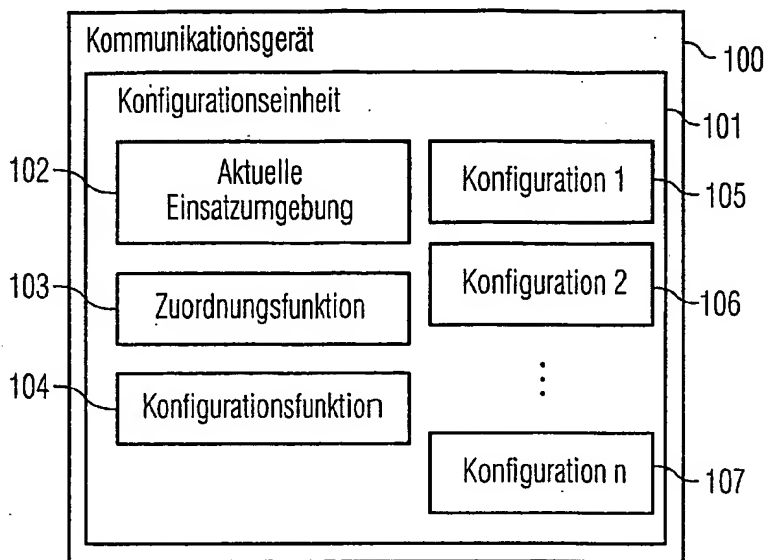 Kommunikationsgerät
100
Konfigurationseinheit
101
102
Aktuelle
Einsatzumgebung
Konfiguration 1
105
103
Zuordnungsfunktion
Konfiguration 2
106
104
Konfigurationsfunktion
⋮
Konfiguration n
107